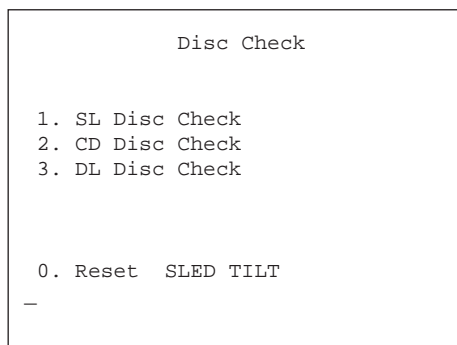 Disc Check
1. SL Disc Check
2. CD Disc Check
3. DL Disc Check
0. Reset SLED TILT
_